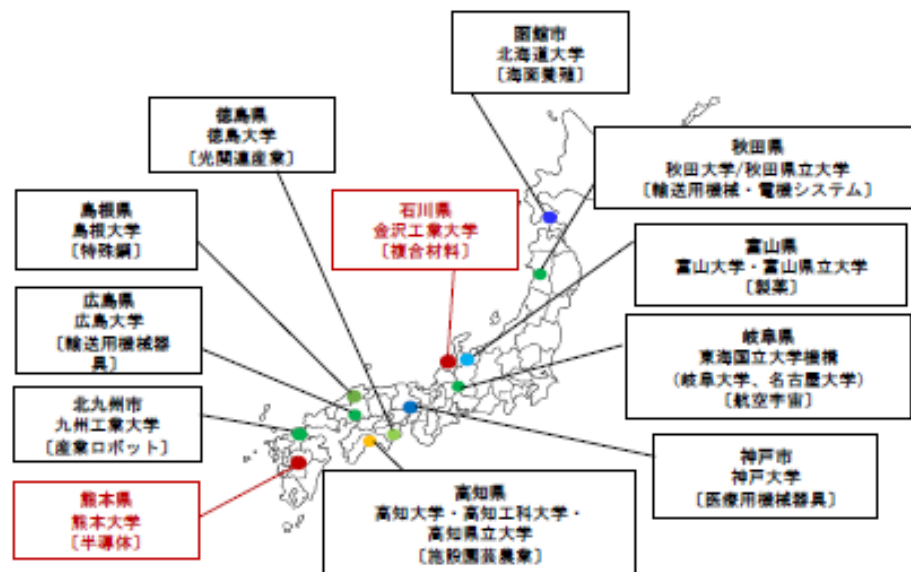 函館市
北海道大学
〔海面養殖〕
徳島県
徳島大学
〔光関連産業〕
秋田県
秋田大学/秋田県立大学
〔輸送用機械・電機システム〕
島根県
島根大学
〔特殊鋼〕
石川県
金沢工業大学
〔複合材料〕
富山県
富山大学・富山県立大学
〔製薬〕
広島県
広島大学
〔輸送用機械器
具〕
岐阜県
東海国立大学機構
(岐阜大学、名古屋大学)
〔航空宇宙〕
北九州市
九州工業大学
〔産業ロボット〕
神戸市
神戸大学
〔医療用機械器具〕
熊本県
熊本大学
〔半導体〕
高知県
高知大学・高知工科大学・
高知県立大学
〔施設園芸農業〕